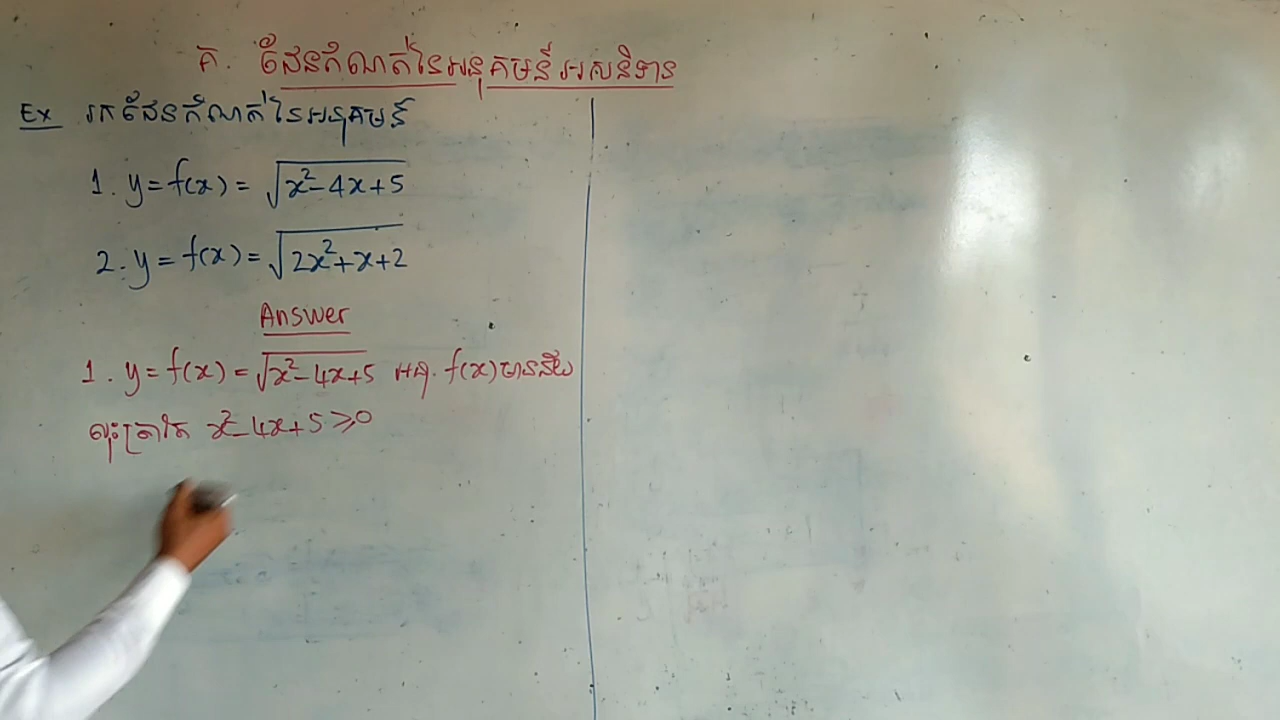 គ. ដែនកំណត់នៃអនុគមន៍អសនិទាន
Ex រកដែនកំណត់នៃអនុគមន៍
1. y = f(x) = √(x²-4x+5)
2. y = f(x) = √(2x²+x+2)
Answer
1. y = f(x) = √(x²-4x+5) អនុ. f(x) មានន័យ
លុះត្រាតែ x²-4x+5 ≥ 0